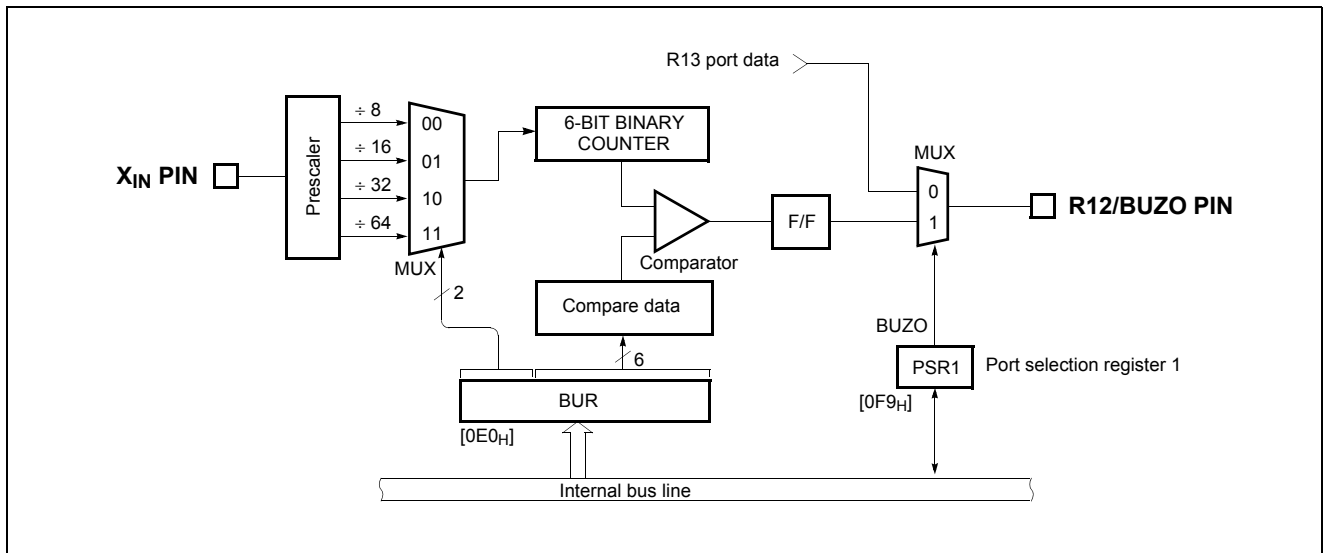 R13 port data
÷ 8
÷ 16
÷ 32
÷ 64
Prescaler
XIN PIN
00
01
10
11
MUX
2
6-BIT BINARY
COUNTER
Comparator
Compare data
6
BUR
[0E0H]
F/F
MUX
0
1
R12/BUZO PIN
BUZO
PSR1
Port selection register 1
[0F9H]
Internal bus line